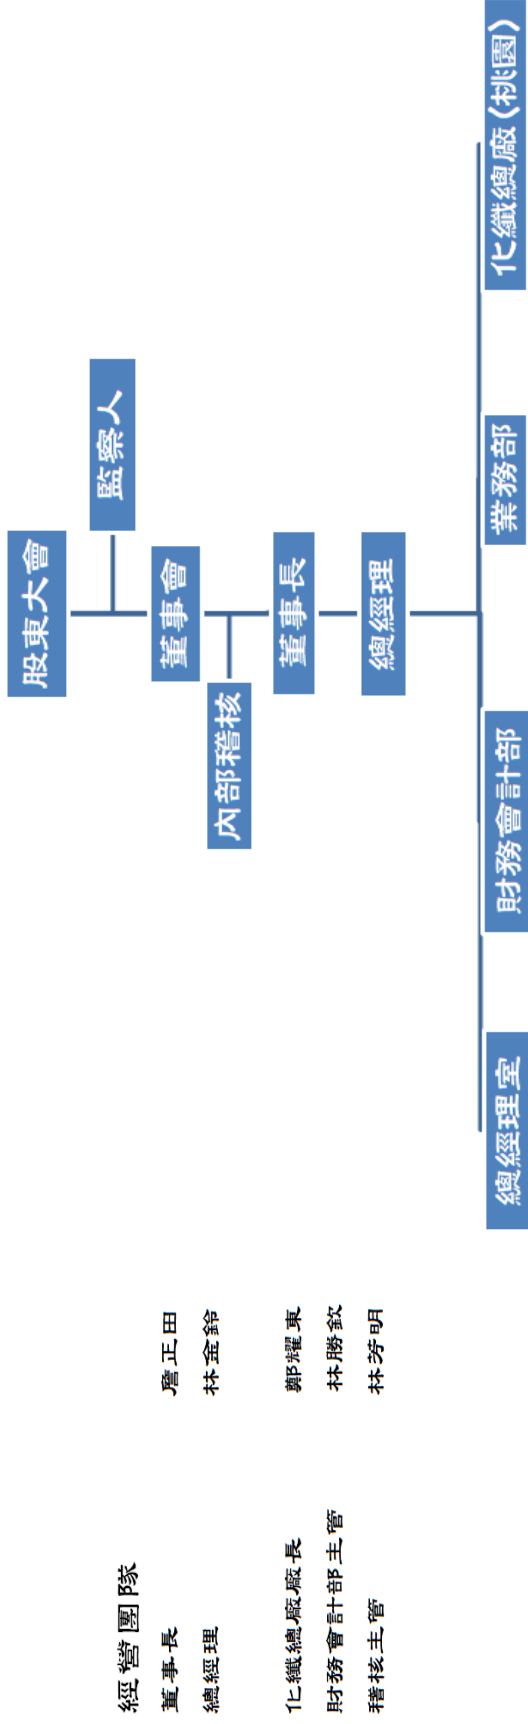 經營團隊
董事長 詹正田
總經理 林金鈴
化纖總廠廠長 鄭耀東
財務會計部主管 林勝欽
稽核主管 林芳明
股東大會
監察人
董事會
內部稽核
董事長
總經理
總經理室
財務會計部
業務部
化纖總廠(桃園)